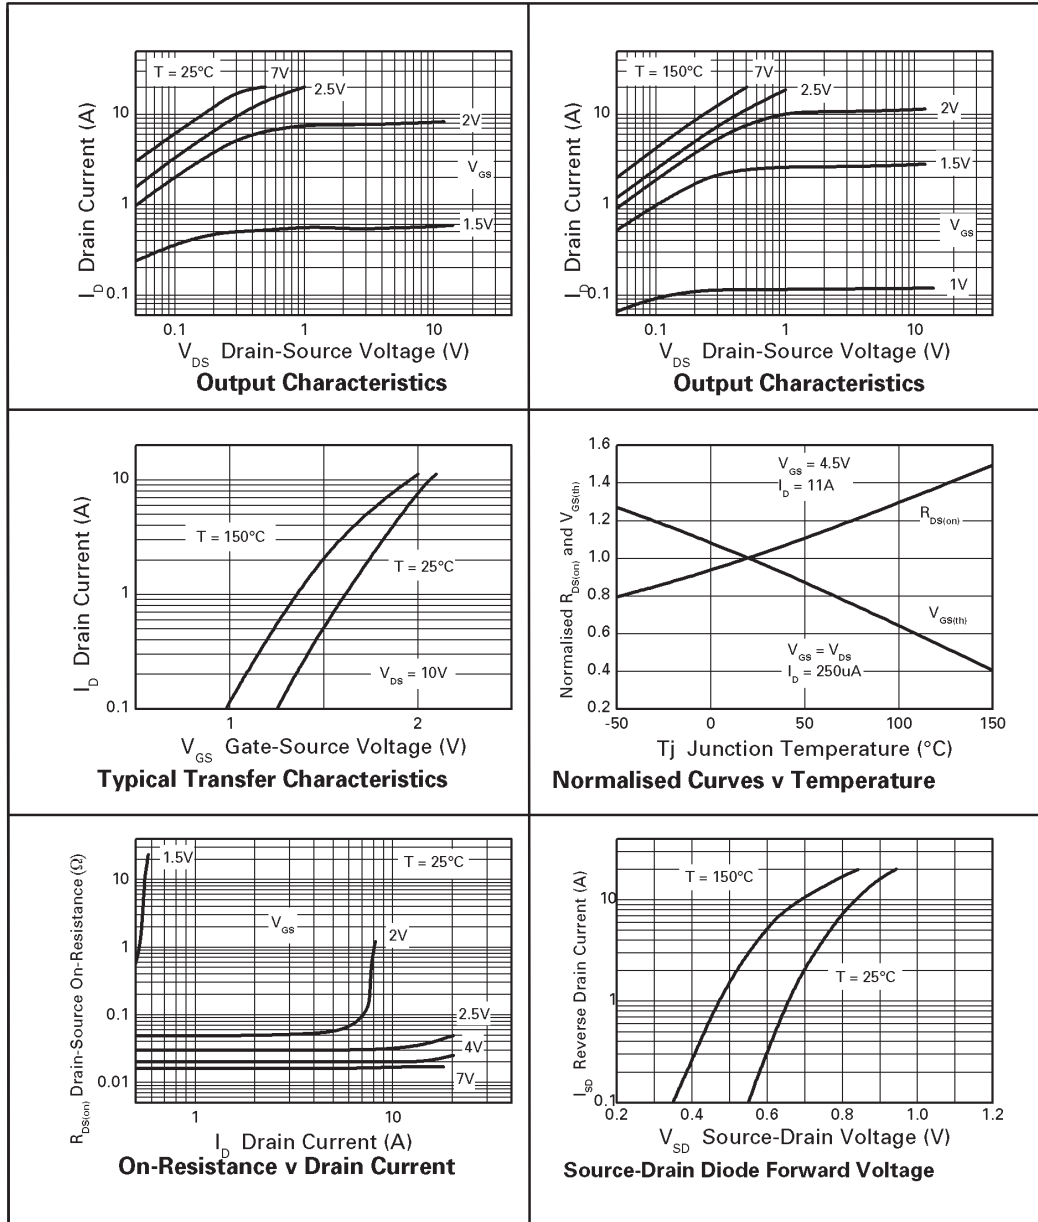 T = 25°C
7V
2.5V
2V
V_GS
1.5V
10
1
0.1
I_D Drain Current (A)
0.1
1
10
V_DS Drain-Source Voltage (V)
Output Characteristics
T = 150°C
7V
2.5V
2V
1.5V
V_GS
1V
10
1
0.1
I_D Drain Current (A)
0.1
1
10
V_DS Drain-Source Voltage (V)
Output Characteristics
T = 150°C
T = 25°C
V_DS = 10V
10
1
0.1
I_D Drain Current (A)
1
2
V_GS Gate-Source Voltage (V)
Typical Transfer Characteristics
V_GS = 4.5V
I_D = 11A
R_DS(on)
V_GS(th)
V_GS = V_DS
I_D = 250uA
1.6
1.4
1.2
1.0
0.8
0.6
0.4
0.2
Normalised R_DS(on) and V_GS(th)
-50
0
50
100
150
Tj Junction Temperature (°C)
Normalised Curves v Temperature
1.5V
T = 25°C
V_GS
2V
2.5V
4V
7V
10
1
0.1
0.01
R_DS(on) Drain-Source On-Resistance (Ω)
1
10
I_D Drain Current (A)
On-Resistance v Drain Current
T = 150°C
T = 25°C
10
1
0.1
I_SD Reverse Drain Current (A)
0.2
0.4
0.6
0.8
1.0
1.2
V_SD Source-Drain Voltage (V)
Source-Drain Diode Forward Voltage